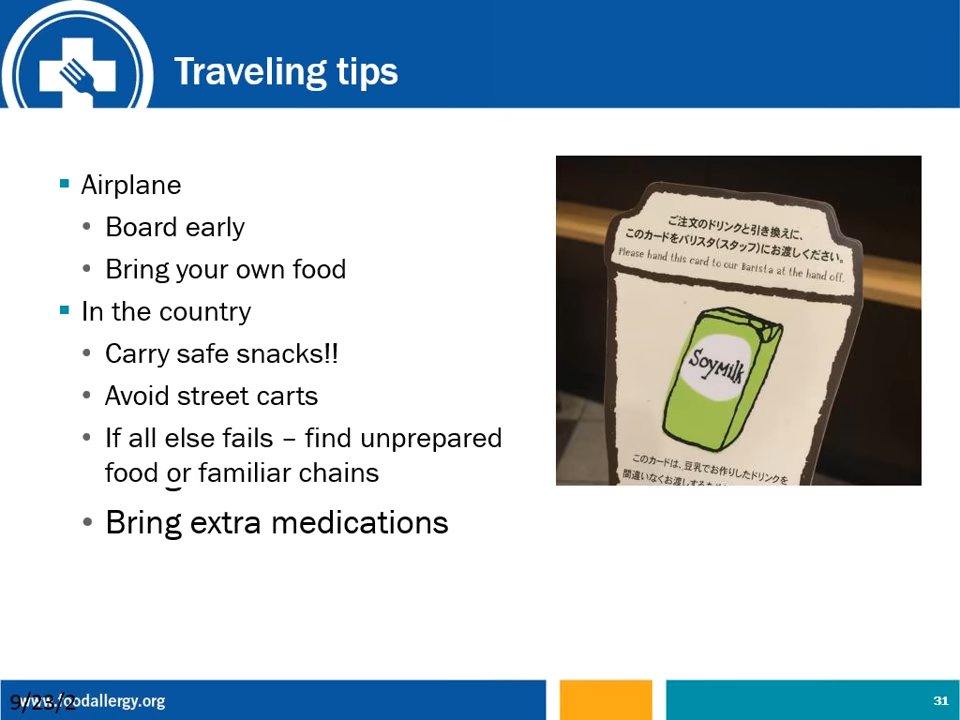 Traveling tips
Airplane
Board early
Bring your own food
In the country
Carry safe snacks!!
Avoid street carts
If all else fails – find unprepared
food or familiar chains
Bring extra medications
ご注文のドリンクと引き換えに、
このカードをバリスタ(スタッフ)にお渡しください。
Please hand this card to our Barista at the hand off.
Soymilk
このカードは、豆乳でお作りしたドリンクを
間違いなくお渡しするため
www.foodallergy.org
31